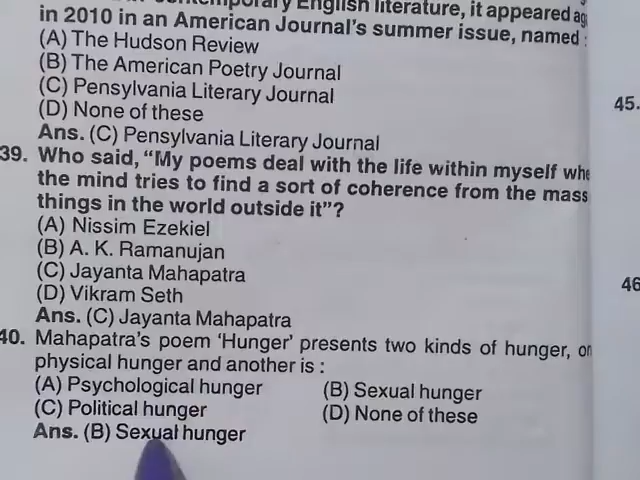 English literature, it appeared
in 2010 in an American Journal's summer issue, named :
(A) The Hudson Review
(B) The American Poetry Journal
(C) Pensylvania Literary Journal
(D) None of these
Ans. (C) Pensylvania Literary Journal
39. Who said, “My poems deal with the life within myself
the mind tries to find a sort of coherence from the mass
things in the world outside it”?
(A) Nissim Ezekiel
(B) A. K. Ramanujan
(C) Jayanta Mahapatra
(D) Vikram Seth
Ans. (C) Jayanta Mahapatra
40. Mahapatra's poem ‘Hunger’ presents two kinds of hunger,
physical hunger and another is :
(A) Psychological hunger (B) Sexual hunger
(C) Political hunger (D) None of these
Ans. (B) Sexual hunger
45.
46